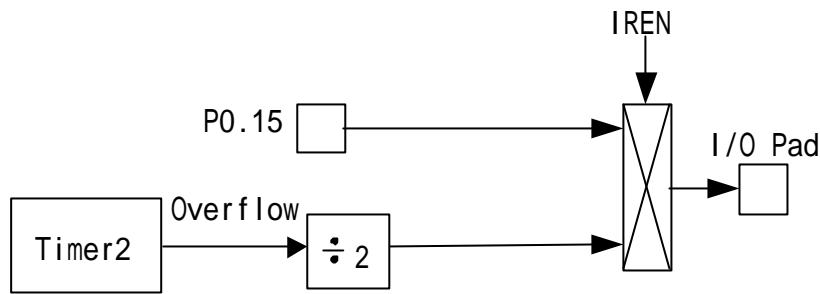 IREN
P0.15
I/O Pad
Overflow
Timer2
÷ 2